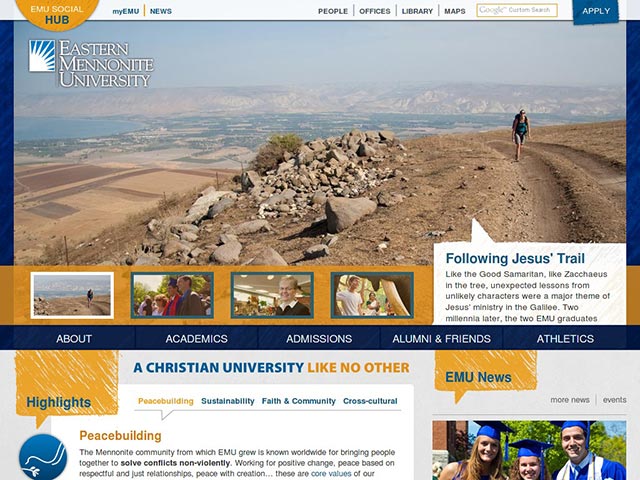 EMU SOCIAL
HUB
myEMU NEWS
PEOPLE OFFICES LIBRARY MAPS
Google™ Custom Search
APPLY
EASTERN
MENNONITE
UNIVERSITY
Following Jesus' Trail
Like the Good Samaritan, like Zacchaeus
in the tree, unexpected lessons from
unlikely characters were a major theme of
Jesus' ministry in the Galilee. Two
millennia later, the two EMU graduates
ABOUT ACADEMICS ADMISSIONS ALUMNI & FRIENDS ATHLETICS
A CHRISTIAN UNIVERSITY LIKE NO OTHER
Highlights
Peacebuilding Sustainability Faith & Community Cross-cultural
Peacebuilding
The Mennonite community from which EMU grew is known worldwide for bringing people
together to solve conflicts non-violently. Working for positive change, peace based on
respectful and just relationships, peace with creation... these are core values of our
EMU News
more news events